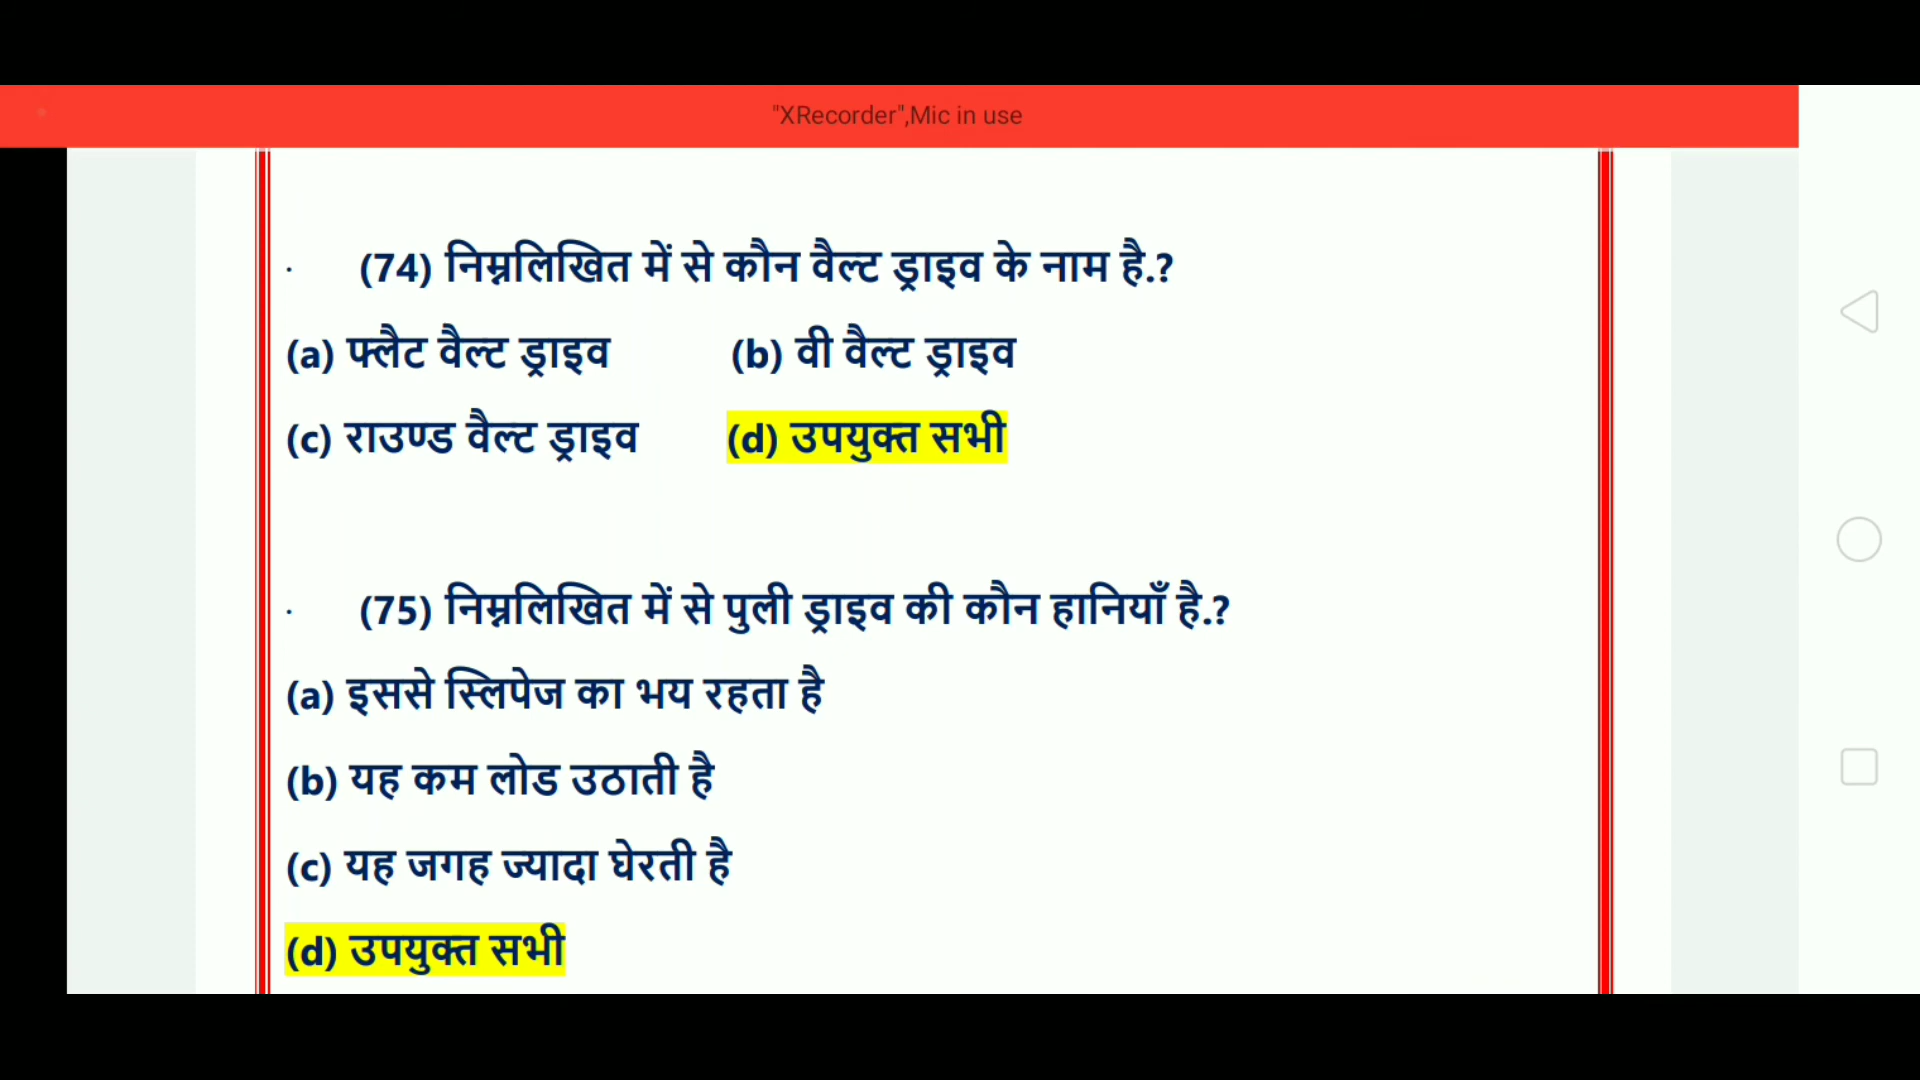 "XRecorder",Mic in use
· (74) निम्नलिखित में से कौन वैल्ट ड्राइव के नाम है.?
(a) फ्लैट वैल्ट ड्राइव (b) वी वैल्ट ड्राइव
(c) राउण्ड वैल्ट ड्राइव (d) उपयुक्त सभी
· (75) निम्नलिखित में से पुली ड्राइव की कौन हानियाँ है.?
(a) इससे स्लिपेज का भय रहता है
(b) यह कम लोड उठाती है
(c) यह जगह ज्यादा घेरती है
(d) उपयुक्त सभी